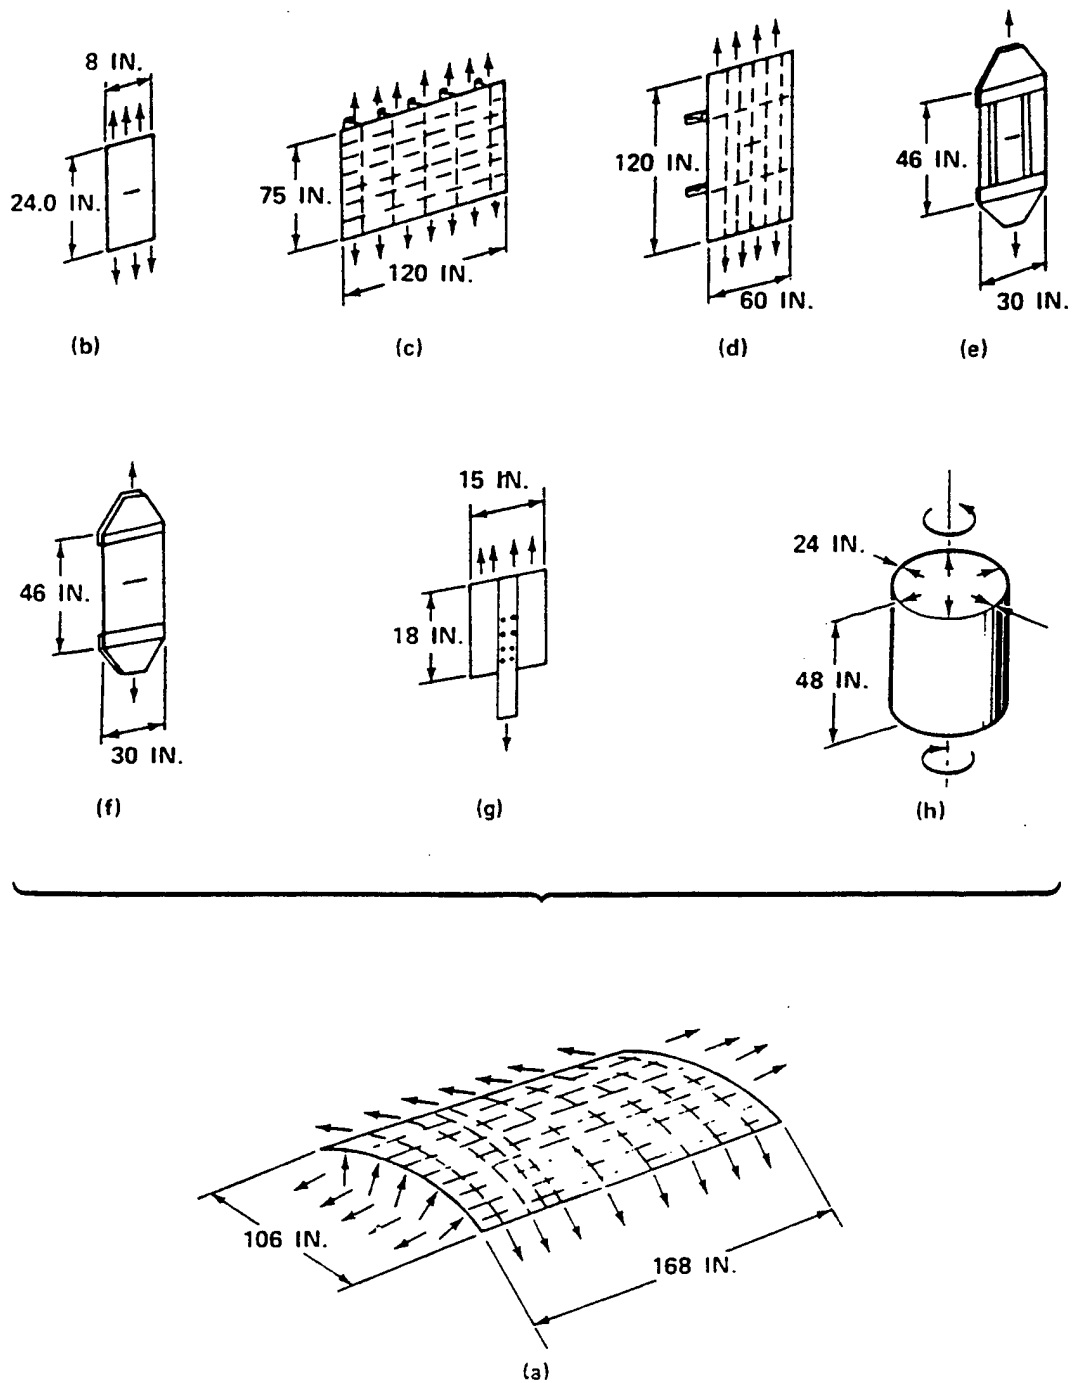 8 IN.
24.0 IN.
(b)
75 IN.
120 IN.
(c)
120 IN.
60 IN.
(d)
46 IN.
30 IN.
(e)
46 IN.
30 IN.
(f)
15 IN.
18 IN.
(g)
24 IN.
48 IN.
(h)
106 IN.
168 IN.
(a)